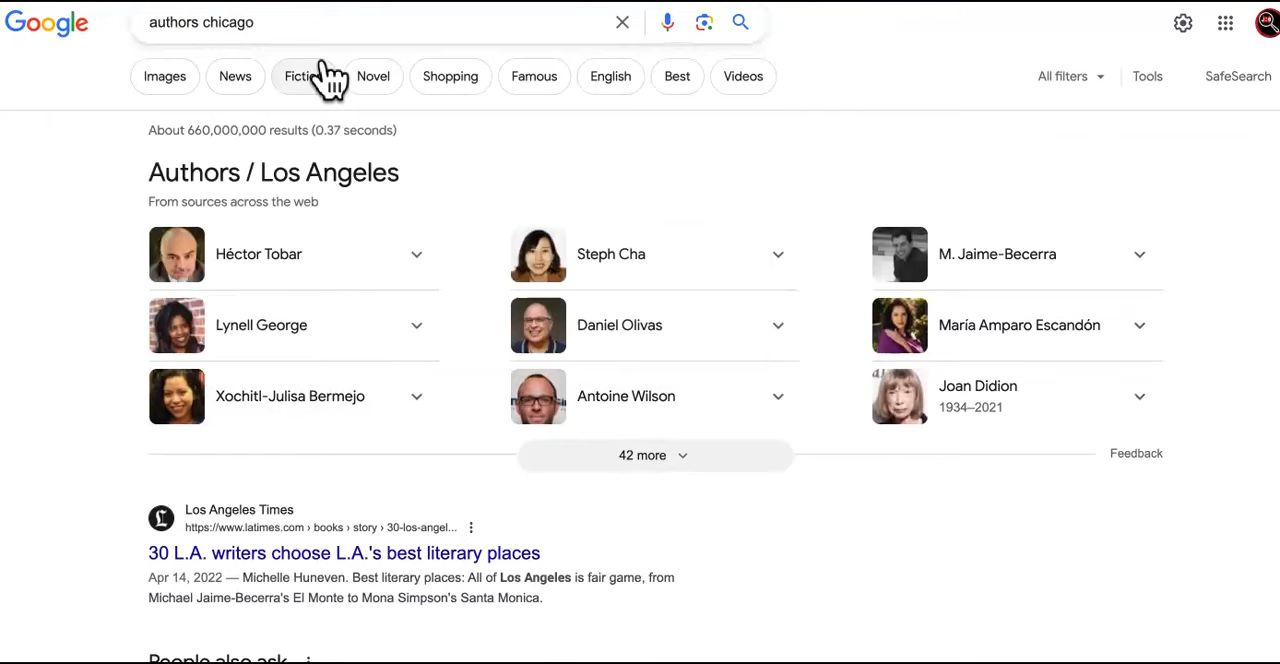 Google
authors chicago
Images News Novel Shopping Famous English Best Videos All filters Tools SafeSearch
About 660,000,000 results (0.37 seconds)
Authors / Los Angeles
From sources across the web
Héctor Tobar Steph Cha M. Jaime-Becerra
Lynell George Daniel Olivas María Amparo Escandón
Xochitl-Julisa Bermejo Antoine Wilson Joan Didion
1934–2021
42 more
Feedback
Los Angeles Times
https://www.latimes.com › books › story › 30-los-angel...
30 L.A. writers choose L.A.'s best literary places
Apr 14, 2022 — Michelle Huneven. Best literary places: All of Los Angeles is fair game, from
Michael Jaime-Becerra's El Monte to Mona Simpson's Santa Monica.
People also ask